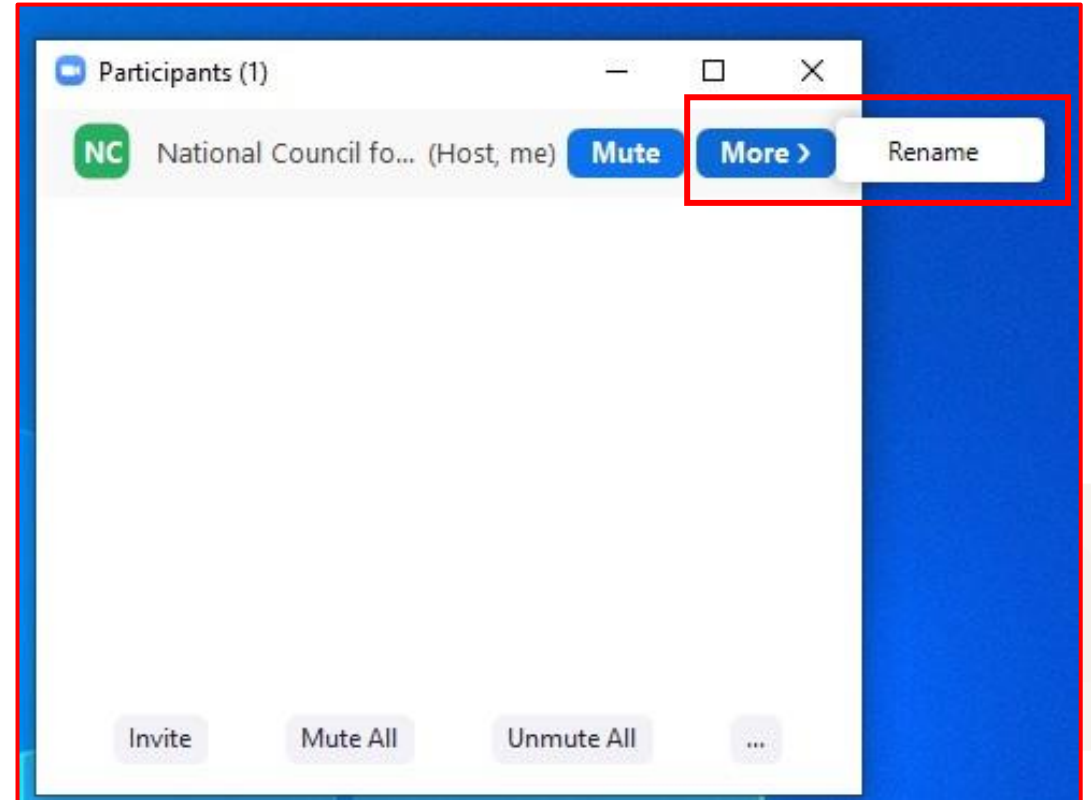 Participants (1)
NC National Council fo... (Host, me) Mute More > Rename
Invite Mute All Unmute All ...